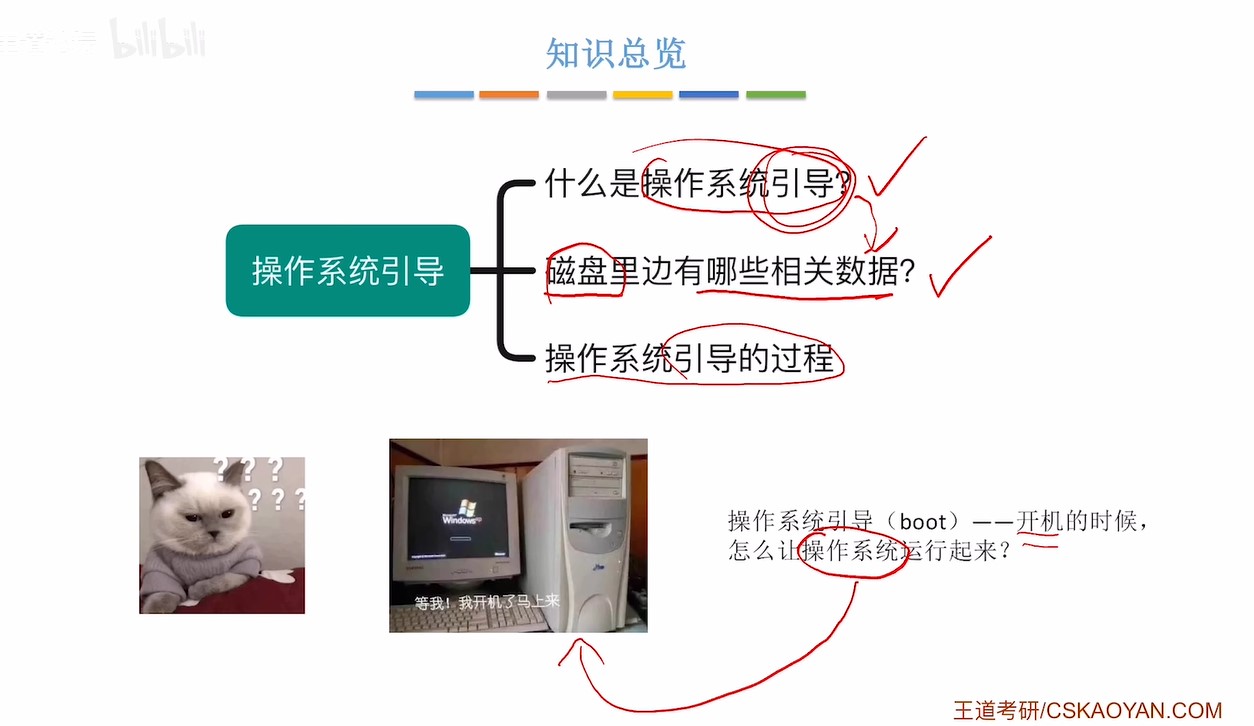 bilibili
知识总览
什么是操作系统引导?
操作系统引导
磁盘里边有哪些相关数据?
操作系统引导的过程
? ? ?
? ? ?
Windows xp
等我！我开机了马上来
操作系统引导（boot）——开机的时候，
怎么让操作系统运行起来？
王道考研/CSKAOYAN.COM